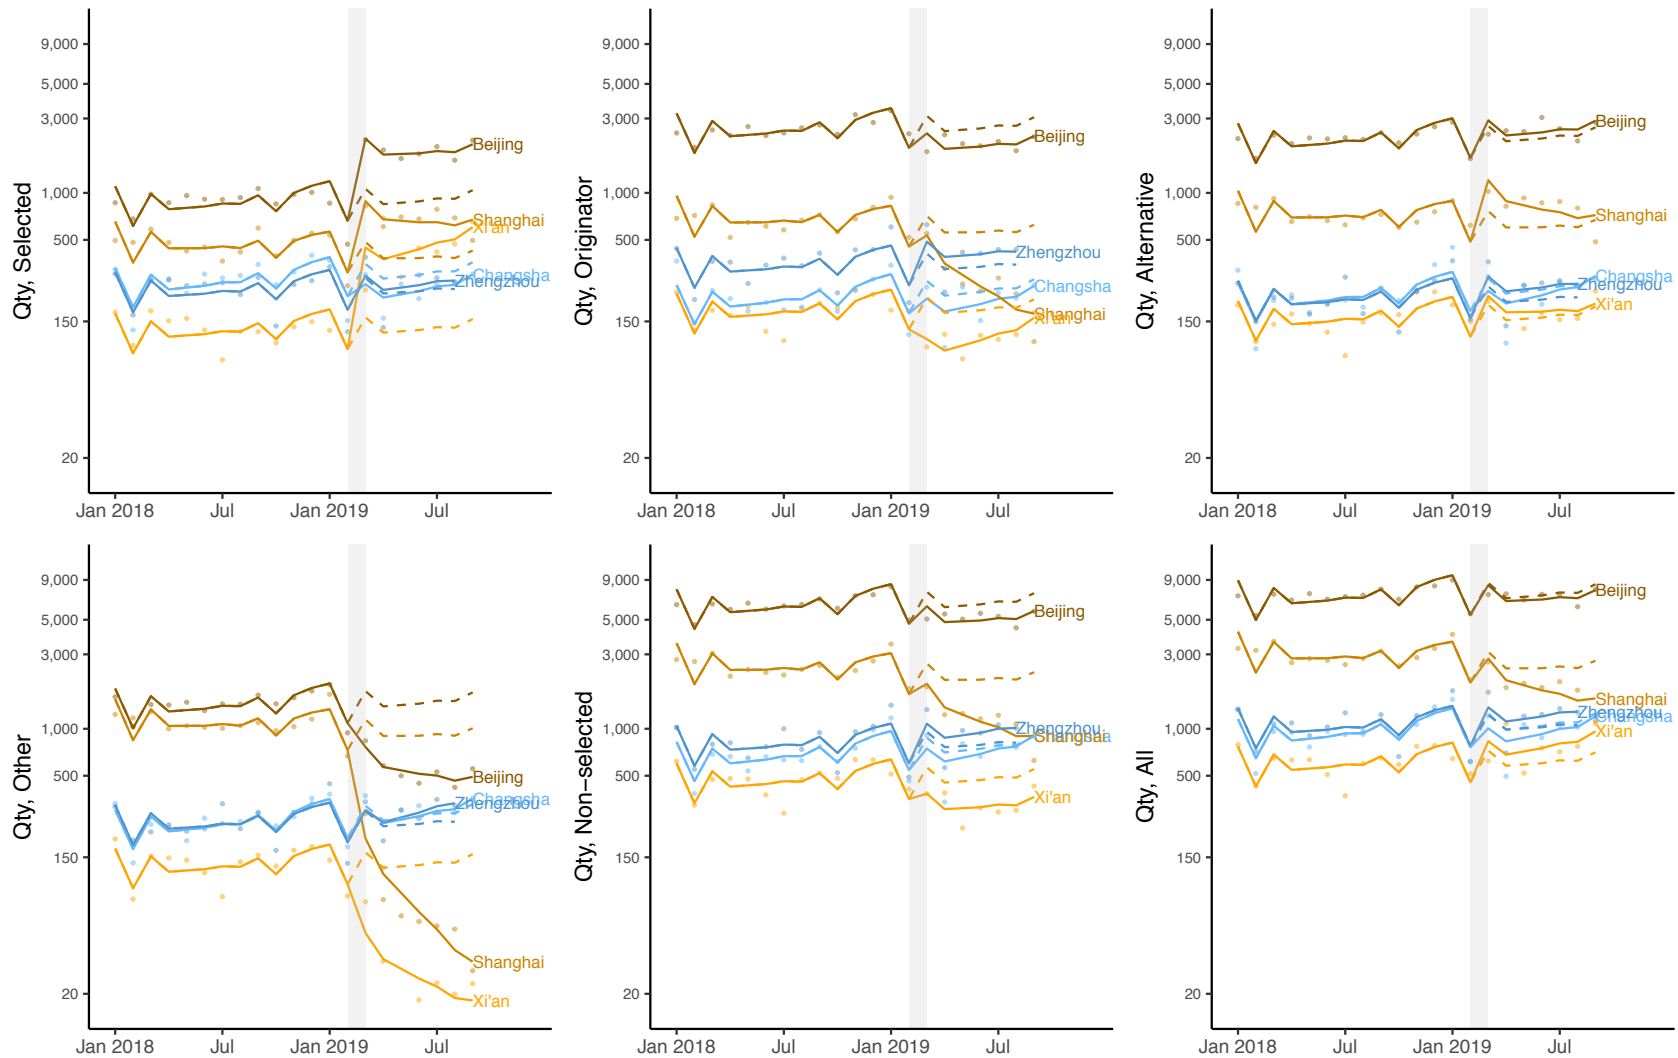 Qty, Selected
9,000
5,000
3,000
1,000
500
150
20
Beijing
Shanghai
Xi'an
Changsha
Zhengzhou
Jan 2018
Jul
Jan 2019
Jul
Qty, Originator
9,000
5,000
3,000
1,000
500
150
20
Beijing
Zhengzhou
Changsha
Shanghai
Xi'an
Jan 2018
Jul
Jan 2019
Jul
Qty, Alternative
9,000
5,000
3,000
1,000
500
150
20
Beijing
Shanghai
Changsha
Zhengzhou
Xi'an
Jan 2018
Jul
Jan 2019
Jul
Qty, Other
9,000
5,000
3,000
1,000
500
150
20
Beijing
Changsha
Zhengzhou
Shanghai
Xi'an
Jan 2018
Jul
Jan 2019
Jul
Qty, Non−selected
9,000
5,000
3,000
1,000
500
150
20
Beijing
Zhengzhou
Changsha
Shanghai
Xi'an
Jan 2018
Jul
Jan 2019
Jul
Qty, All
9,000
5,000
3,000
1,000
500
150
20
Beijing
Shanghai
Zhengzhou
Changsha
Xi'an
Jan 2018
Jul
Jan 2019
Jul